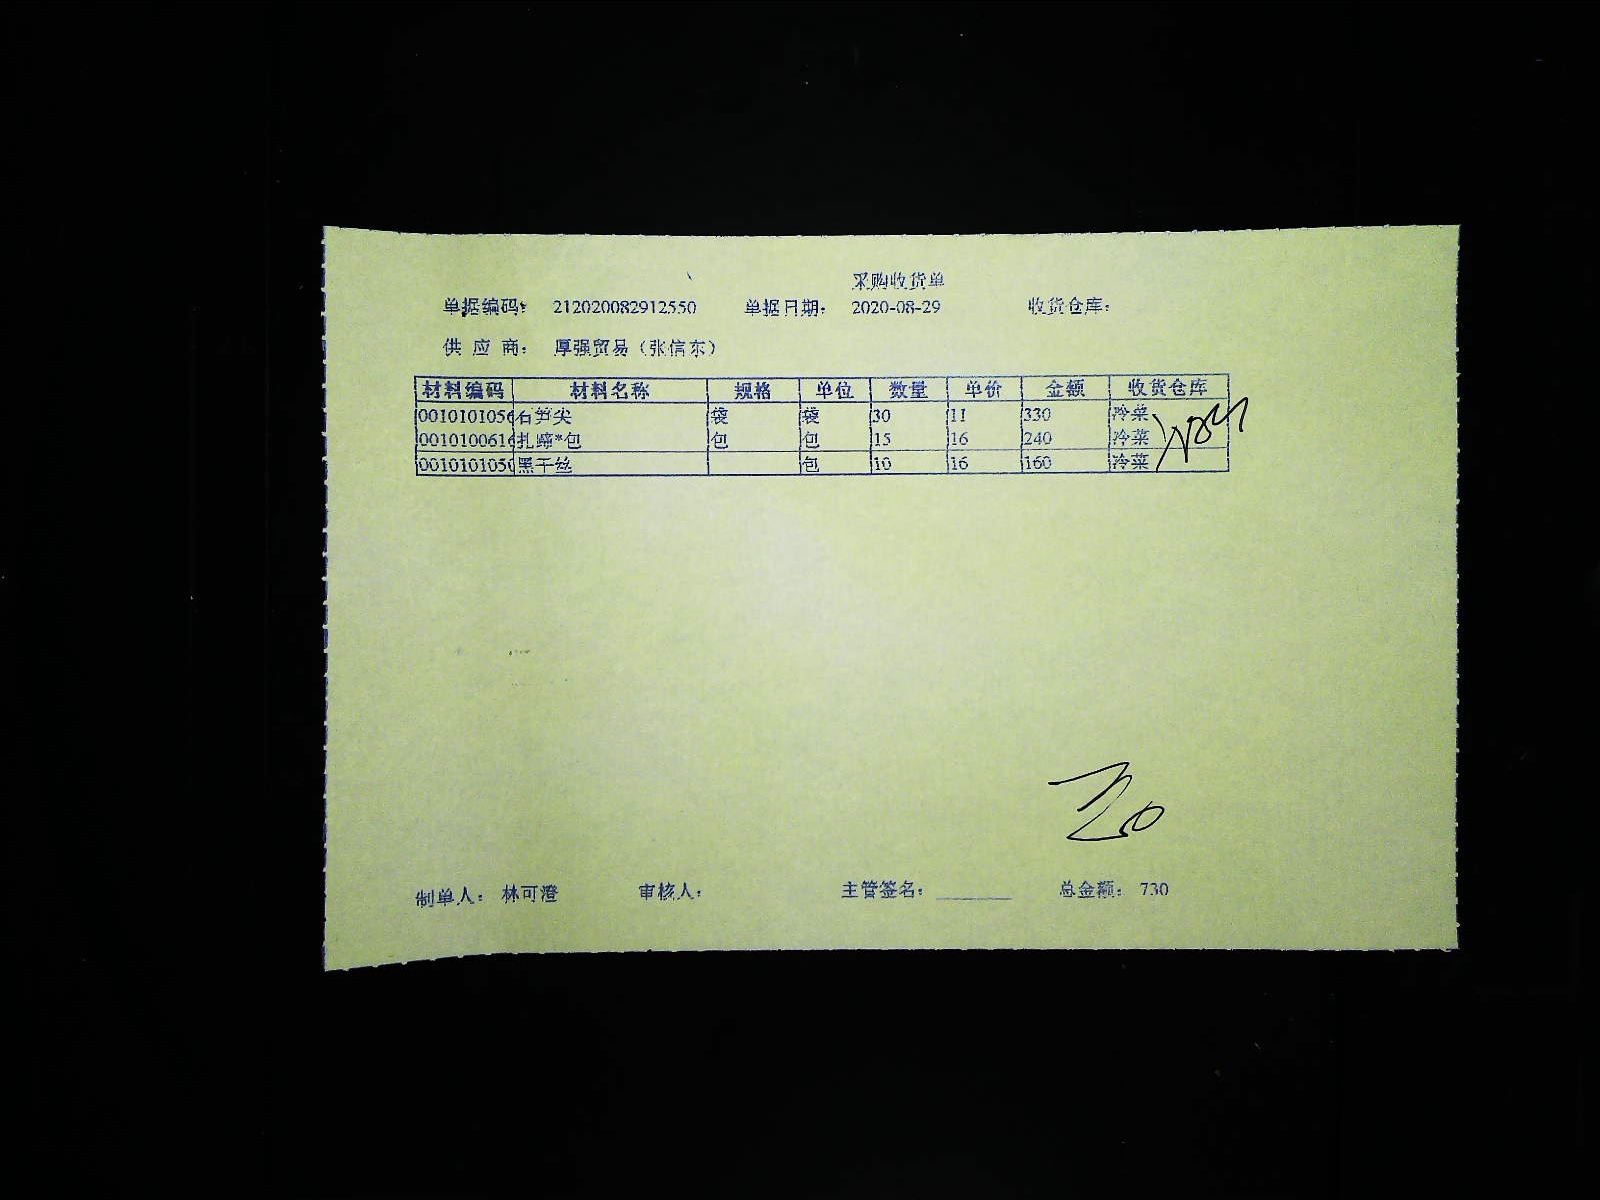 采购收货单
单据编码： 212020082912550 单据日期： 2020-08-29 收货仓库：
供 应 商： 厚强贸易（张信东）
材料编码 材料名称 规格 单位 数量 单价 金额 收货仓库
0010101056 石笋尖 袋 袋 30 11 330 冷菜
0010100616 扎蹄*包 包 包 15 16 240 冷菜
001010105 黑干丝 包 10 16 160 冷菜
制单人： 林可澄 审核人： 主管签名： 总金额： 730